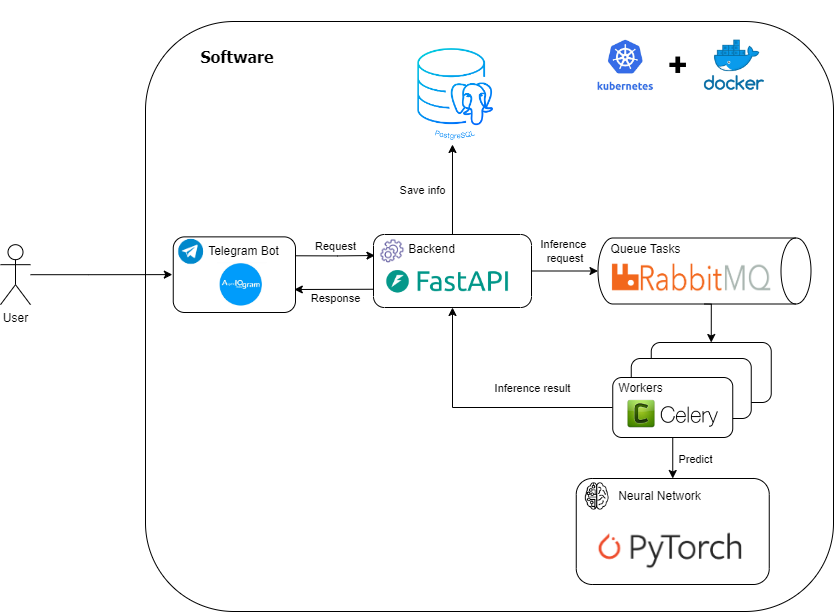 Software
kubernetes
+
docker
PostgreSQL
Save info
User
Telegram Bot
Request
Response
Backend
FastAPI
Inference
request
Queue Tasks
RabbitMQ
Inference result
Workers
C
Celery
Predict
Neural Network
PyTorch